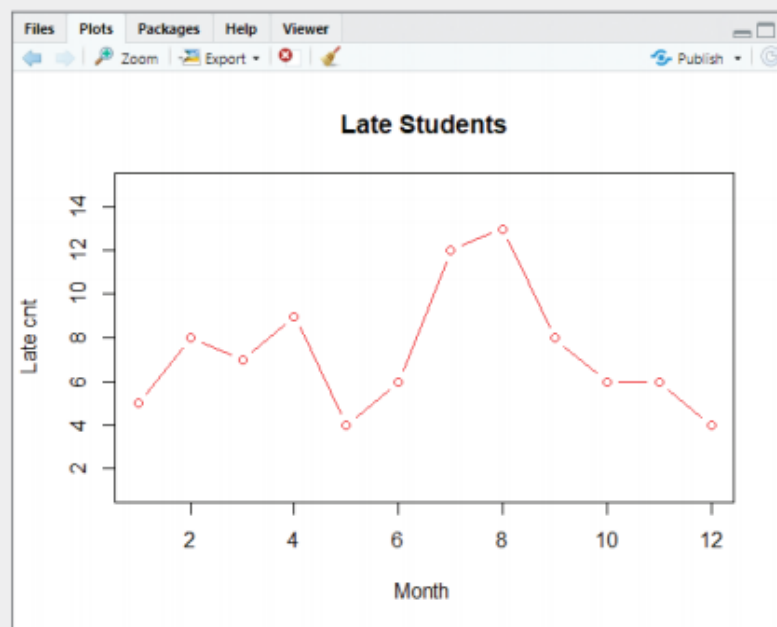 Files Plots Packages Help Viewer
Zoom Export Publish
Late Students
Late cnt
14
12
10
8
6
4
2
2 4 6 8 10 12
Month